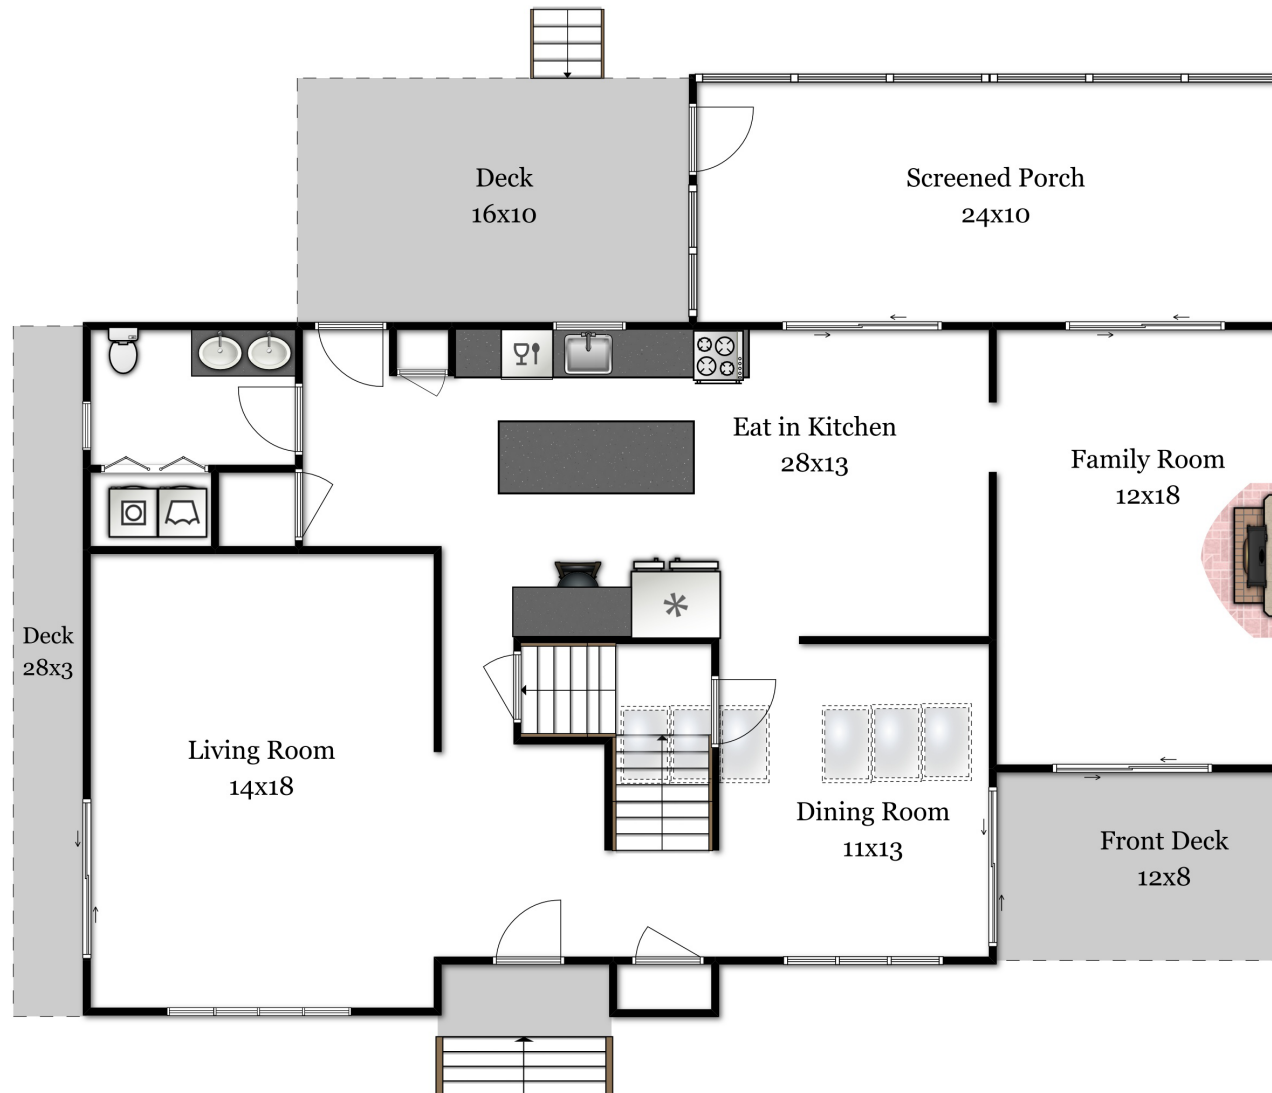 Deck
16x10
Screened Porch
24x10
Eat in Kitchen
28x13
Family Room
12x18
Deck
28x3
Living Room
14x18
Dining Room
11x13
Front Deck
12x8